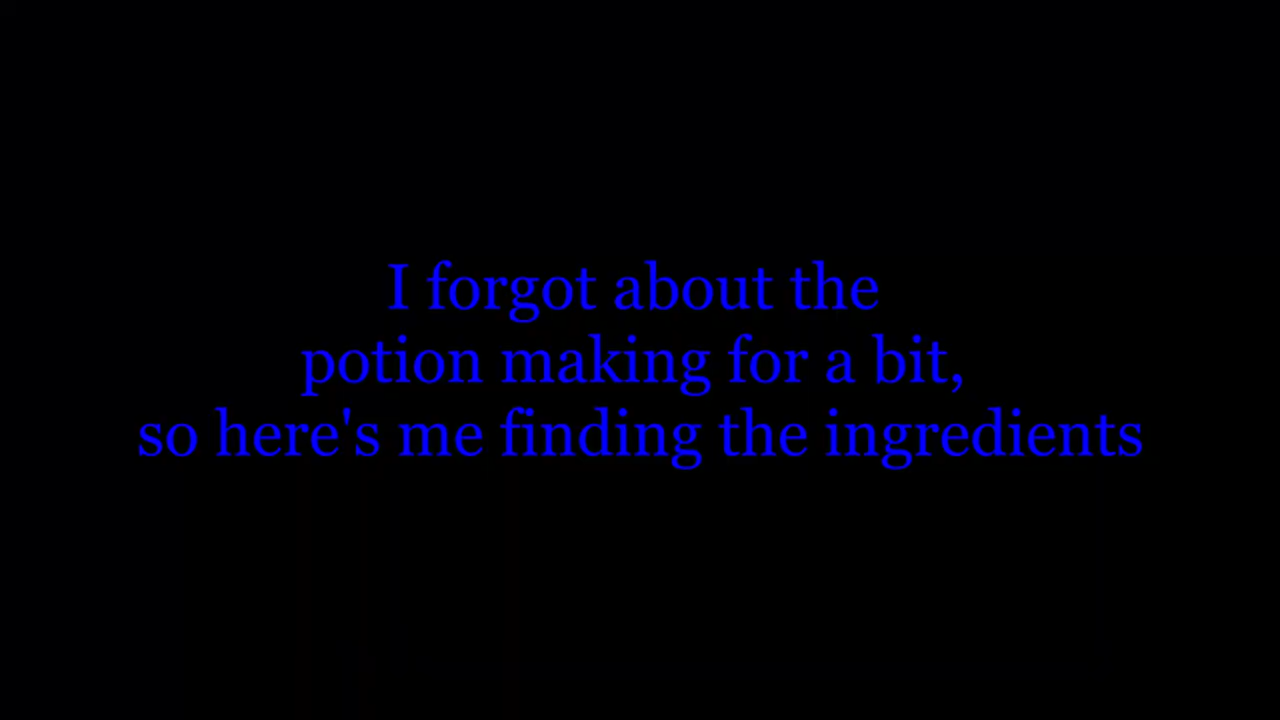 I forgot about the
potion making for a bit,
so here's me finding the ingredients